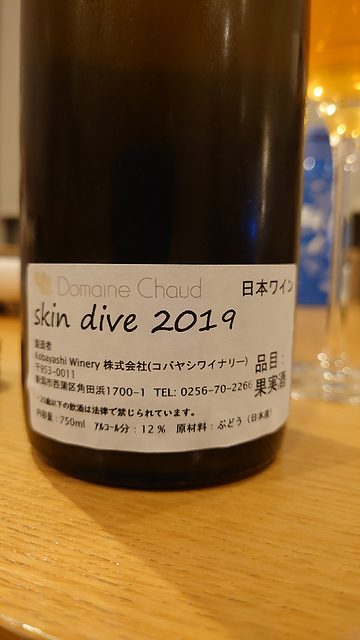 Domaine Chaud
日本ワイン
skin dive 2019
製造者
Kobayashi Winery 株式会社(コバヤシワイナリー)
〒953-0011
新潟市西蒲区角田浜1700-1 TEL: 0256-70-2266
品目:
果実酒
・20歳以下の飲酒は法律で禁じられています。
内容量:750ml アルコール分:12% 原材料:ぶどう(日本産)